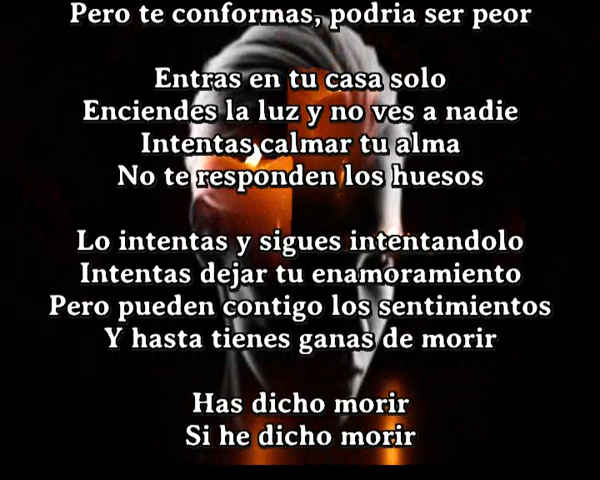 Pero te conformas, podria ser peor
Entras en tu casa solo
Enciendes la luz y no ves a nadie
Intentas calmar tu alma
No te responden los huesos
Lo intentas y sigues intentandolo
Intentas dejar tu enamoramiento
Pero pueden contigo los sentimientos
Y hasta tienes ganas de morir
Has dicho morir
Si he dicho morir